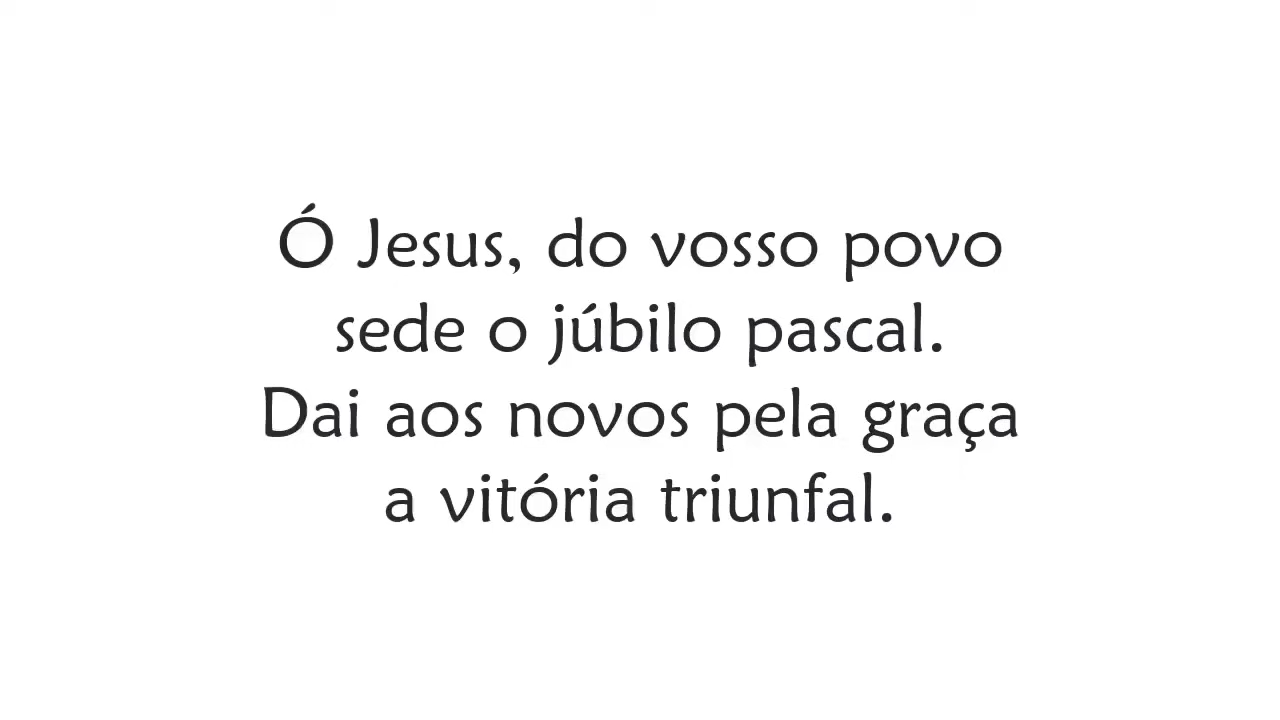 Ó Jesus, do vosso povo
sede o júbilo pascal.
Dai aos novos pela graça
a vitória triunfal.